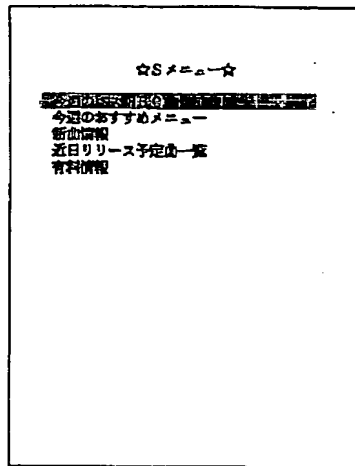 ☆Sメニュー☆
今週のおすすめメニュー
新曲情報
近日リリース予定曲一覧
有料情報